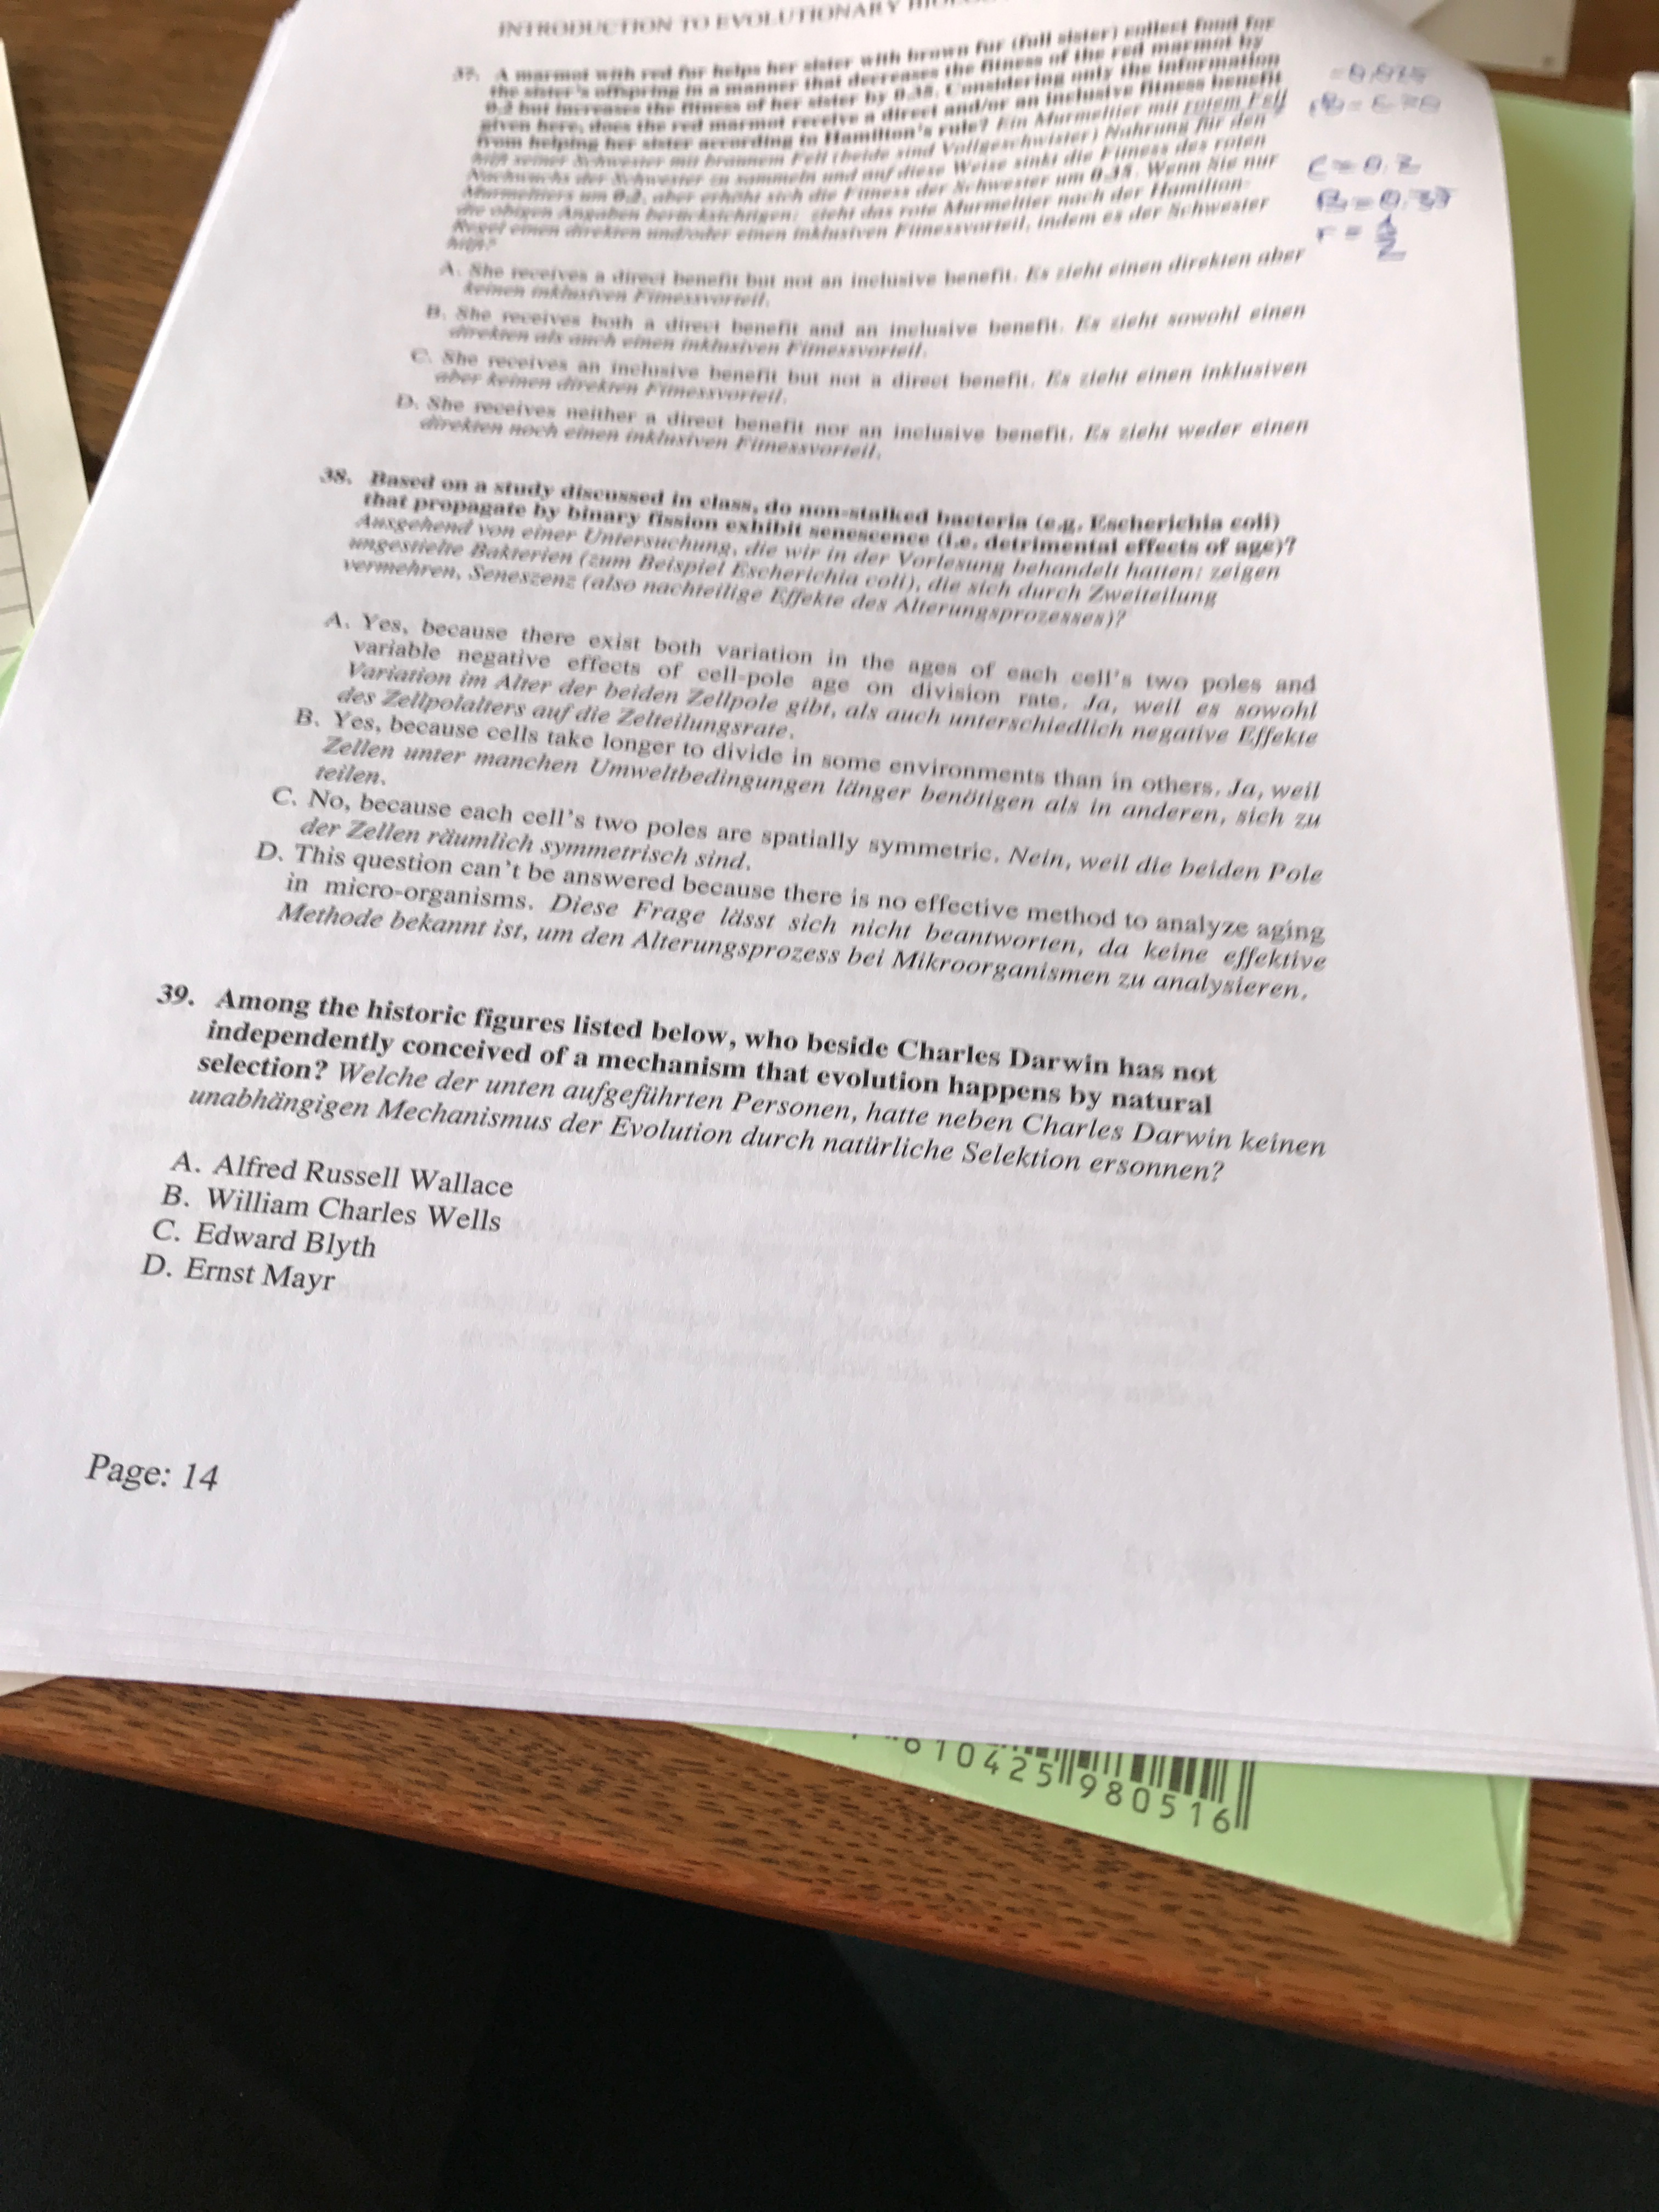 INTRODUCTION TO EVOLUTIONARY
37. A marmot with red fur helps her sister with brown fur (full sister) collect food for
the sister's offspring in a manner that decreases the fitness of the red marmot by
0.2 but increases the fitness of her sister by 0.38. Considering only the information
given here, does the red marmot receive a direct and/or an inclusive fitness benefit
from helping her sister according to Hamilton's rule? Ein Murmeltier mit rotem Fell
hilft seiner Schwester mit braunem Fell (beide sind Vollgeschwister) Nahrung für den
Nachwuchs der Schwester zu sammeln und auf diese Weise sinkt die Fitness des roten
Murmeltiers um 0.2, aber erhöht sich die Fitness der Schwester um 0.38. Wenn Sie nur
die obigen Angaben berücksichtigen: zieht das rote Murmeltier nach der Hamilton-
Regel einen direkten und/oder einen inklusiven Fitnessvorteil, indem es der Schwester
hilft?
C = 0.2
r = 1/2
A. She receives a direct benefit but not an inclusive benefit. Es zieht einen direkten aber
keinen inklusiven Fitnessvorteil.
B. She receives both a direct benefit and an inclusive benefit. Es zieht sowohl einen
direkten als auch einen inklusiven Fitnessvorteil.
C. She receives an inclusive benefit but not a direct benefit. Es zieht einen inklusiven
aber keinen direkten Fitnessvorteil.
D. She receives neither a direct benefit nor an inclusive benefit. Es zieht weder einen
direkten noch einen inklusiven Fitnessvorteil.
38. Based on a study discussed in class, do non-stalked bacteria (e.g. Escherichia coli)
that propagate by binary fission exhibit senescence (i.e. detrimental effects of age)?
Ausgehend von einer Untersuchung, die wir in der Vorlesung behandelt hatten: zeigen
ungestielte Bakterien (zum Beispiel Escherichia coli), die sich durch Zweiteilung
vermehren, Seneszenz (also nachteilige Effekte des Alterungsprozesses)?
A. Yes, because there exist both variation in the ages of each cell's two poles and
variable negative effects of cell-pole age on division rate. Ja, weil es sowohl
Variation im Alter der beiden Zellpole gibt, als auch unterschiedlich negative Effekte
des Zellpolalters auf die Zelteilungsrate.
B. Yes, because cells take longer to divide in some environments than in others. Ja, weil
Zellen unter manchen Umweltbedingungen länger benötigen als in anderen, sich zu
teilen.
C. No, because each cell's two poles are spatially symmetric. Nein, weil die beiden Pole
der Zellen räumlich symmetrisch sind.
D. This question can't be answered because there is no effective method to analyze aging
in micro-organisms. Diese Frage lässt sich nicht beantworten, da keine effektive
Methode bekannt ist, um den Alterungsprozess bei Mikroorganismen zu analysieren.
39. Among the historic figures listed below, who beside Charles Darwin has not
independently conceived of a mechanism that evolution happens by natural
selection? Welche der unten aufgeführten Personen, hatte neben Charles Darwin keinen
unabhängigen Mechanismus der Evolution durch natürliche Selektion ersonnen?
A. Alfred Russell Wallace
B. William Charles Wells
C. Edward Blyth
D. Ernst Mayr
Page: 14
610425 980516